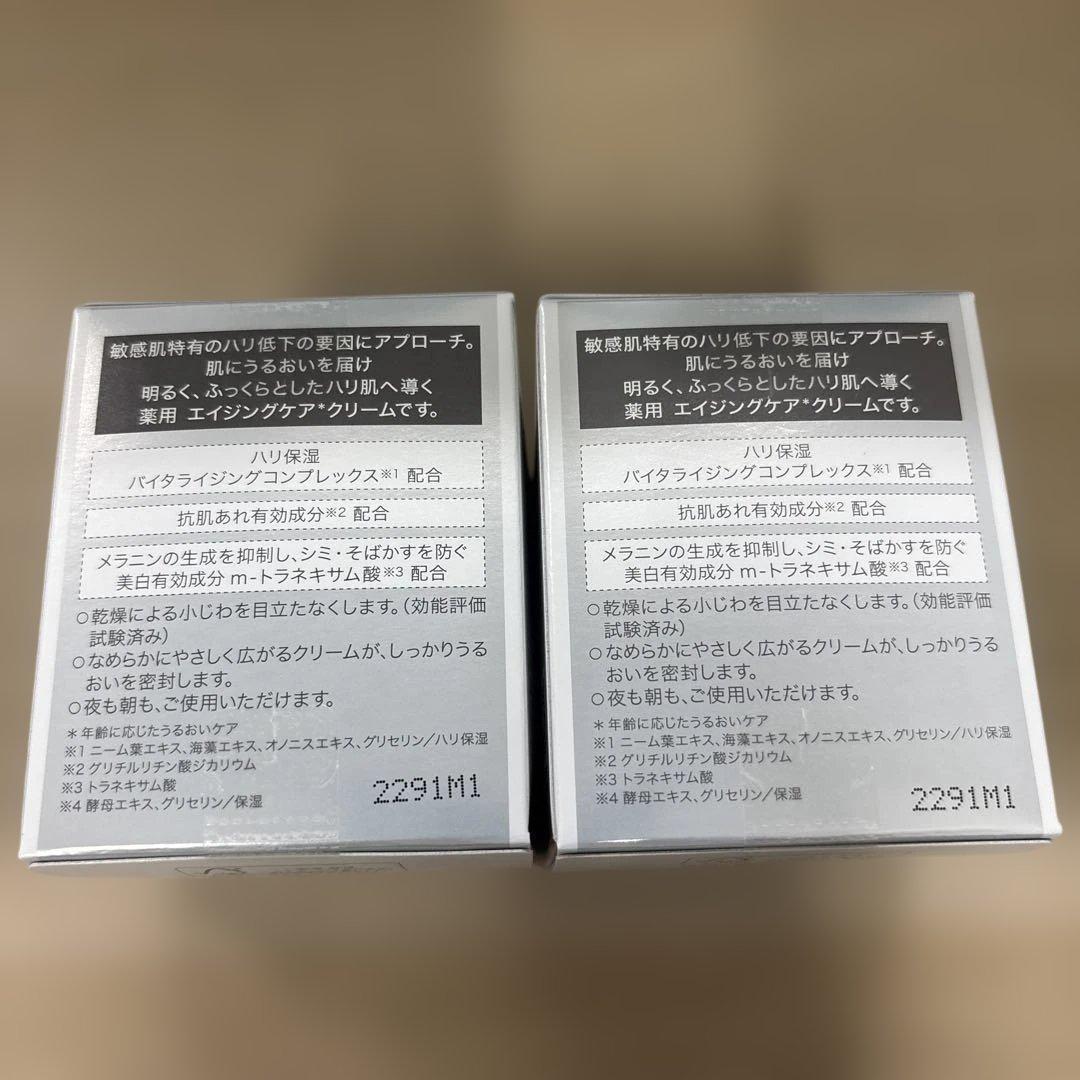 敏感肌特有のハリ低下の要因にアプローチ。
肌にうるおいを届け
明るく、ふっくらとしたハリ肌へ導く
薬用 エイジングケア*クリームです。
ハリ保湿
バイタライジングコンプレックス※1 配合
抗肌あれ有効成分※2 配合
メラニンの生成を抑制し、シミ・そばかすを防ぐ
美白有効成分 m-トラネキサム酸※3 配合
○乾燥による小じわを目立たなくします。(効能評価
試験済み)
○なめらかにやさしく広がるクリームが、しっかりうる
おいを密封します。
○夜も朝も、ご使用いただけます。
*年齢に応じたうるおいケア
※1 ニーム葉エキス、海藻エキス、オノニスエキス、グリセリン/ハリ保湿
※2 グリチルリチン酸ジカリウム
※3 トラネキサム酸
※4 酵母エキス、グリセリン/保湿
2291M1
敏感肌特有のハリ低下の要因にアプローチ。
肌にうるおいを届け
明るく、ふっくらとしたハリ肌へ導く
薬用 エイジングケア*クリームです。
ハリ保湿
バイタライジングコンプレックス※1 配合
抗肌あれ有効成分※2 配合
メラニンの生成を抑制し、シミ・そばかすを防ぐ
美白有効成分 m-トラネキサム酸※3 配合
○乾燥による小じわを目立たなくします。(効能評価
試験済み)
○なめらかにやさしく広がるクリームが、しっかりうる
おいを密封します。
○夜も朝も、ご使用いただけます。
*年齢に応じたうるおいケア
※1 ニーム葉エキス、海藻エキス、オノニスエキス、グリセリン/ハリ保湿
※2 グリチルリチン酸ジカリウム
※3 トラネキサム酸
※4 酵母エキス、グリセリン/保湿
2291M1